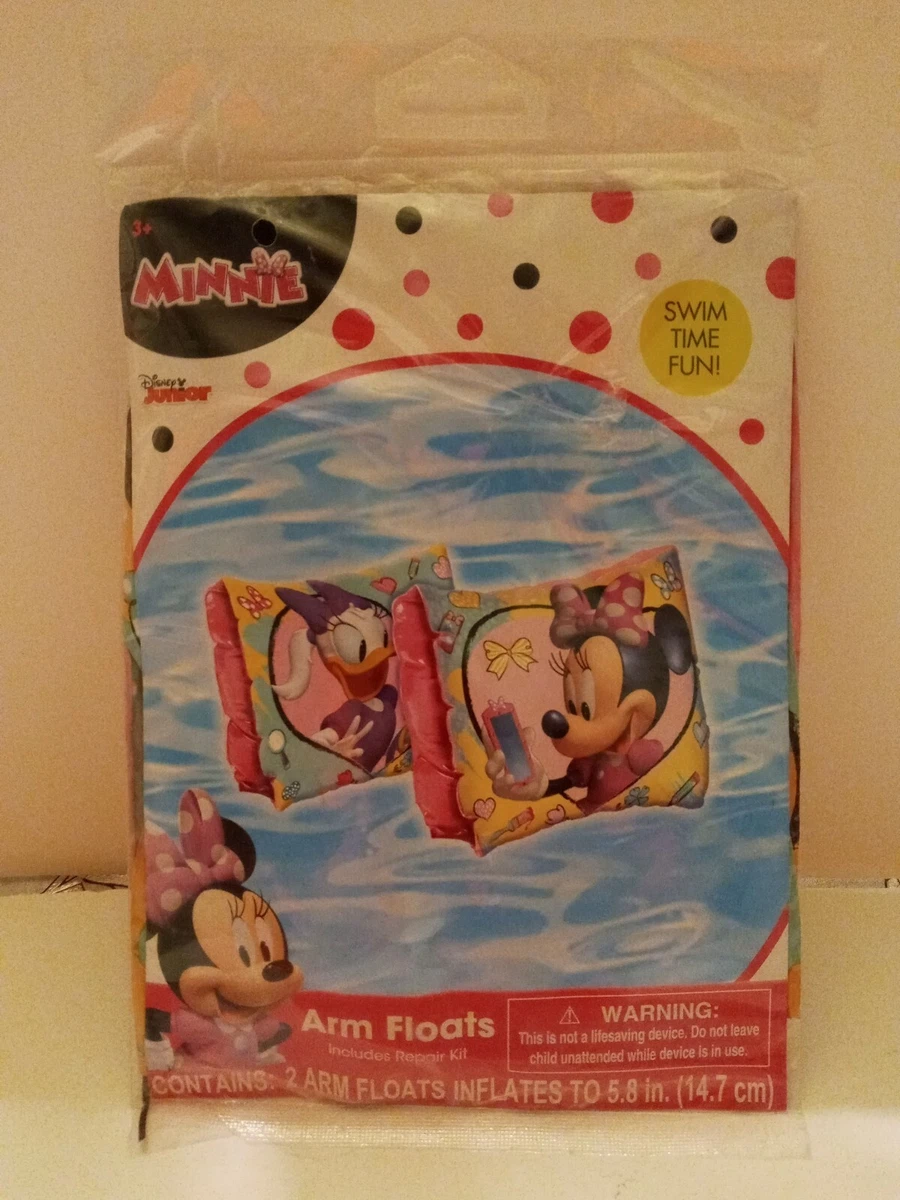 3+
MINNIE
Disney
JUNIOR
SWIM
TIME
FUN!
Arm Floats
Includes Repair Kit
⚠ WARNING:
This is not a lifesaving device. Do not leave
child unattended while device is in use.
CONTAINS: 2 ARM FLOATS INFLATES TO 5.8 in. (14.7 cm)